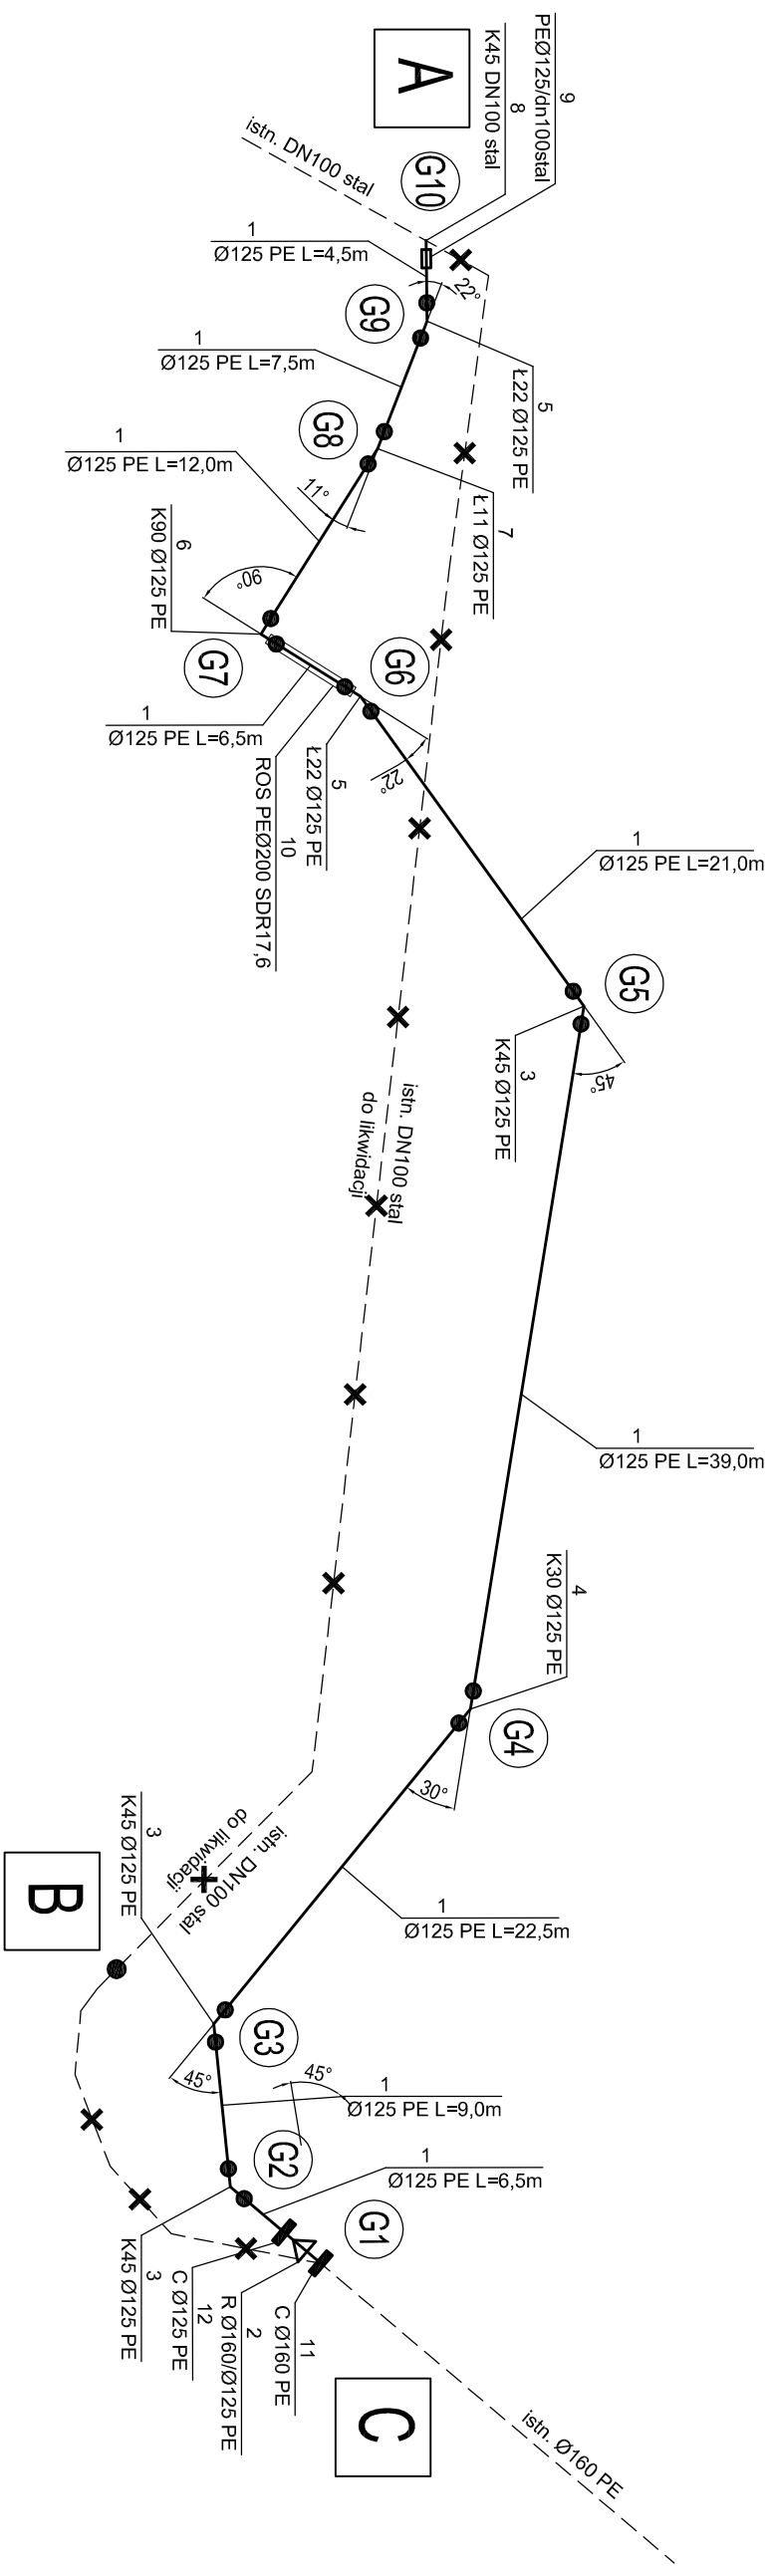 A
9
PEØ125/dn100stal
8
K45 DN100 stal
G10
istn. DN100 stal
1
Ø125 PE L=4,5m
22°
G9
5
Ł22 Ø125 PE
1
Ø125 PE L=7,5m
G8
7
Ł11 Ø125 PE
1
Ø125 PE L=12,0m
11°
6
K90 Ø125 PE
90°
G7
G6
1
Ø125 PE L=6,5m
22°
5
Ł22 Ø125 PE
10
ROS PEØ200 SDR17,6
1
Ø125 PE L=21,0m
G5
45°
3
K45 Ø125 PE
istn. DN100 stal
do likwidacji
1
Ø125 PE L=39,0m
4
K30 Ø125 PE
G4
30°
1
Ø125 PE L=22,5m
3
K45 Ø125 PE
istn. DN100 stal
do likwidacji
B
G3
45°
45°
1
Ø125 PE L=9,0m
G2
1
Ø125 PE L=6,5m
G1
3
K45 Ø125 PE
12
C Ø125 PE
2
R Ø160/Ø125 PE
11
C Ø160 PE
C
istn. Ø160 PE